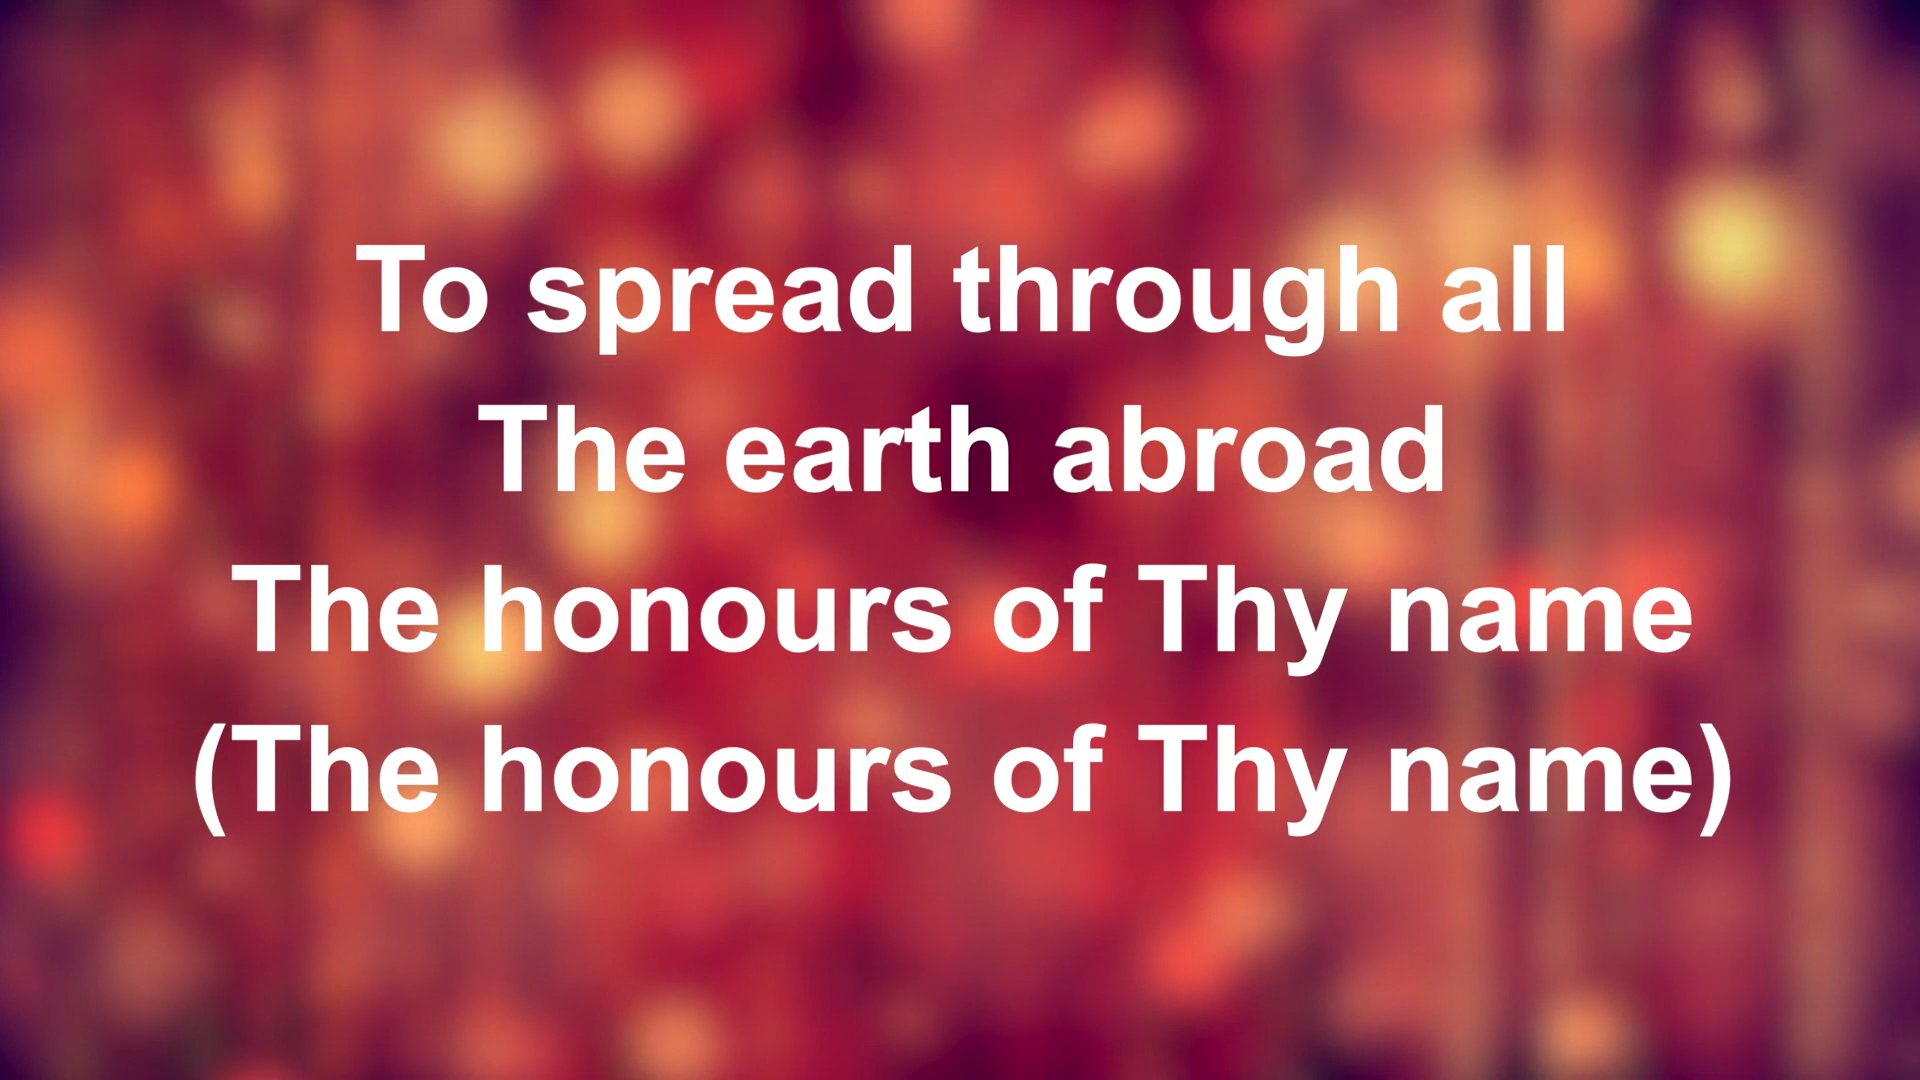 To spread through all
The earth abroad
The honours of Thy name
(The honours of Thy name)